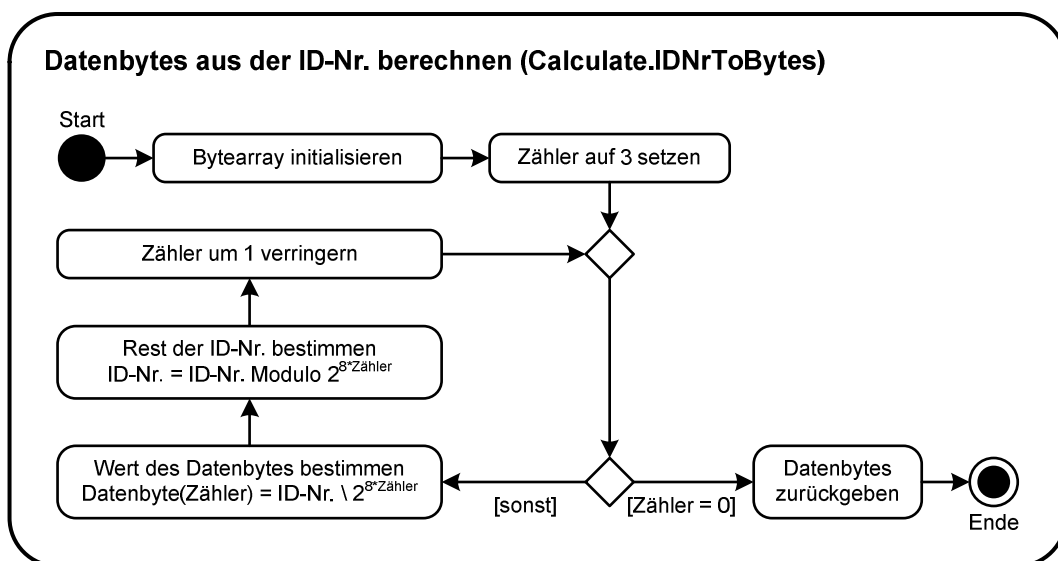 Datenbytes aus der ID-Nr. berechnen (Calculate.IDNrToBytes)
Start
Bytearray initialisieren
Zähler auf 3 setzen
Zähler um 1 verringern
Rest der ID-Nr. bestimmen
ID-Nr. = ID-Nr. Modulo 2^8*Zähler
Wert des Datenbytes bestimmen
Datenbyte(Zähler) = ID-Nr. \ 2^8*Zähler
[sonst]
[Zähler = 0]
Datenbytes
zurückgeben
Ende